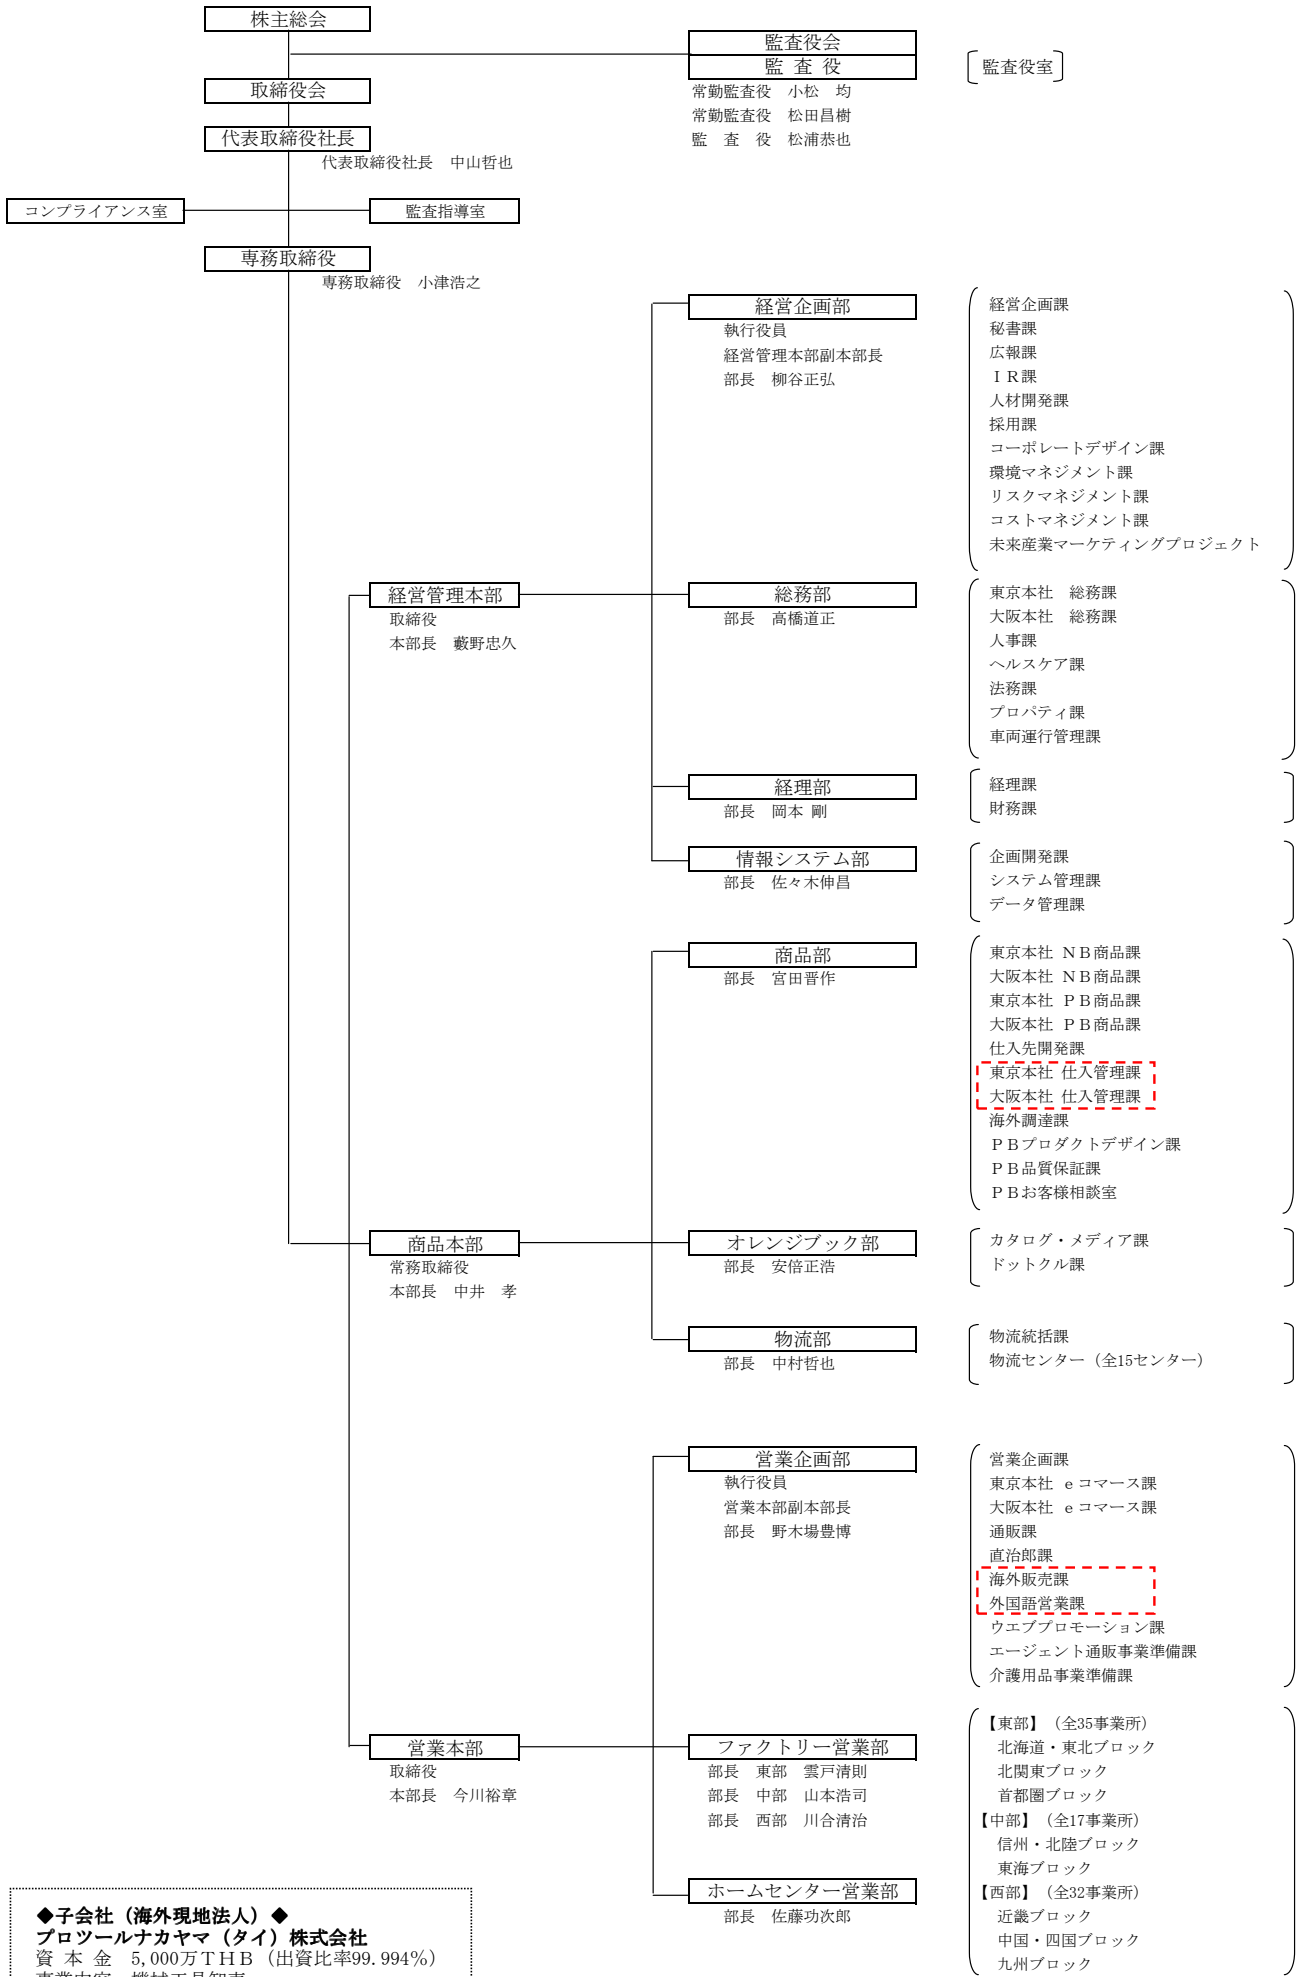 株主総会
監査役会
監 査 役
監査役室
常勤監査役 小松 均
常勤監査役 松田昌樹
監 査 役 松浦恭也
取締役会
代表取締役社長
代表取締役社長 中山哲也
コンプライアンス室
監査指導室
専務取締役
専務取締役 小津浩之
経営管理本部
取締役
本部長 藪野忠久
経営企画部
執行役員
経営管理本部副本部長
部長 柳谷正弘
経営企画課
秘書課
広報課
ＩＲ課
人材開発課
採用課
コーポレートデザイン課
環境マネジメント課
リスクマネジメント課
コストマネジメント課
未来産業マーケティングプロジェクト
総務部
部長 高橋道正
東京本社 総務課
大阪本社 総務課
人事課
ヘルスケア課
法務課
プロパティ課
車両運行管理課
経理部
部長 岡本 剛
経理課
財務課
情報システム部
部長 佐々木伸昌
企画開発課
システム管理課
データ管理課
商品本部
常務取締役
本部長 中井 孝
商品部
部長 宮田晋作
東京本社 ＮＢ商品課
大阪本社 ＮＢ商品課
東京本社 ＰＢ商品課
大阪本社 ＰＢ商品課
仕入先開発課
東京本社 仕入管理課
大阪本社 仕入管理課
海外調達課
ＰＢプロダクトデザイン課
ＰＢ品質保証課
ＰＢお客様相談室
オレンジブック部
部長 安倍正浩
カタログ・メディア課
ドットクル課
物流部
部長 中村哲也
物流統括課
物流センター（全15センター）
営業本部
取締役
本部長 今川裕章
営業企画部
執行役員
営業本部副本部長
部長 野木場豊博
営業企画課
東京本社 ｅコマース課
大阪本社 ｅコマース課
通販課
直治郎課
海外販売課
外国語営業課
ウエブプロモーション課
エージェント通販事業準備課
介護用品事業準備課
ファクトリー営業部
部長 東部 雲戸清則
部長 中部 山本浩司
部長 西部 川合清治
【東部】（全35事業所）
北海道・東北ブロック
北関東ブロック
首都圏ブロック
【中部】（全17事業所）
信州・北陸ブロック
東海ブロック
【西部】（全32事業所）
近畿ブロック
中国・四国ブロック
九州ブロック
ホームセンター営業部
部長 佐藤功次郎
◆子会社（海外現地法人）◆
プロツールナカヤマ（タイ）株式会社
資 本 金 5,000万ＴＨＢ（出資比率99.994％）